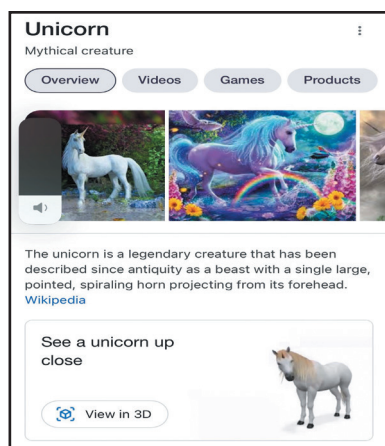 Unicorn
Mythical creature
Overview Videos Games Products
The unicorn is a legendary creature that has been
described since antiquity as a beast with a single large,
pointed, spiraling horn projecting from its forehead.
Wikipedia
See a unicorn up
close
View in 3D